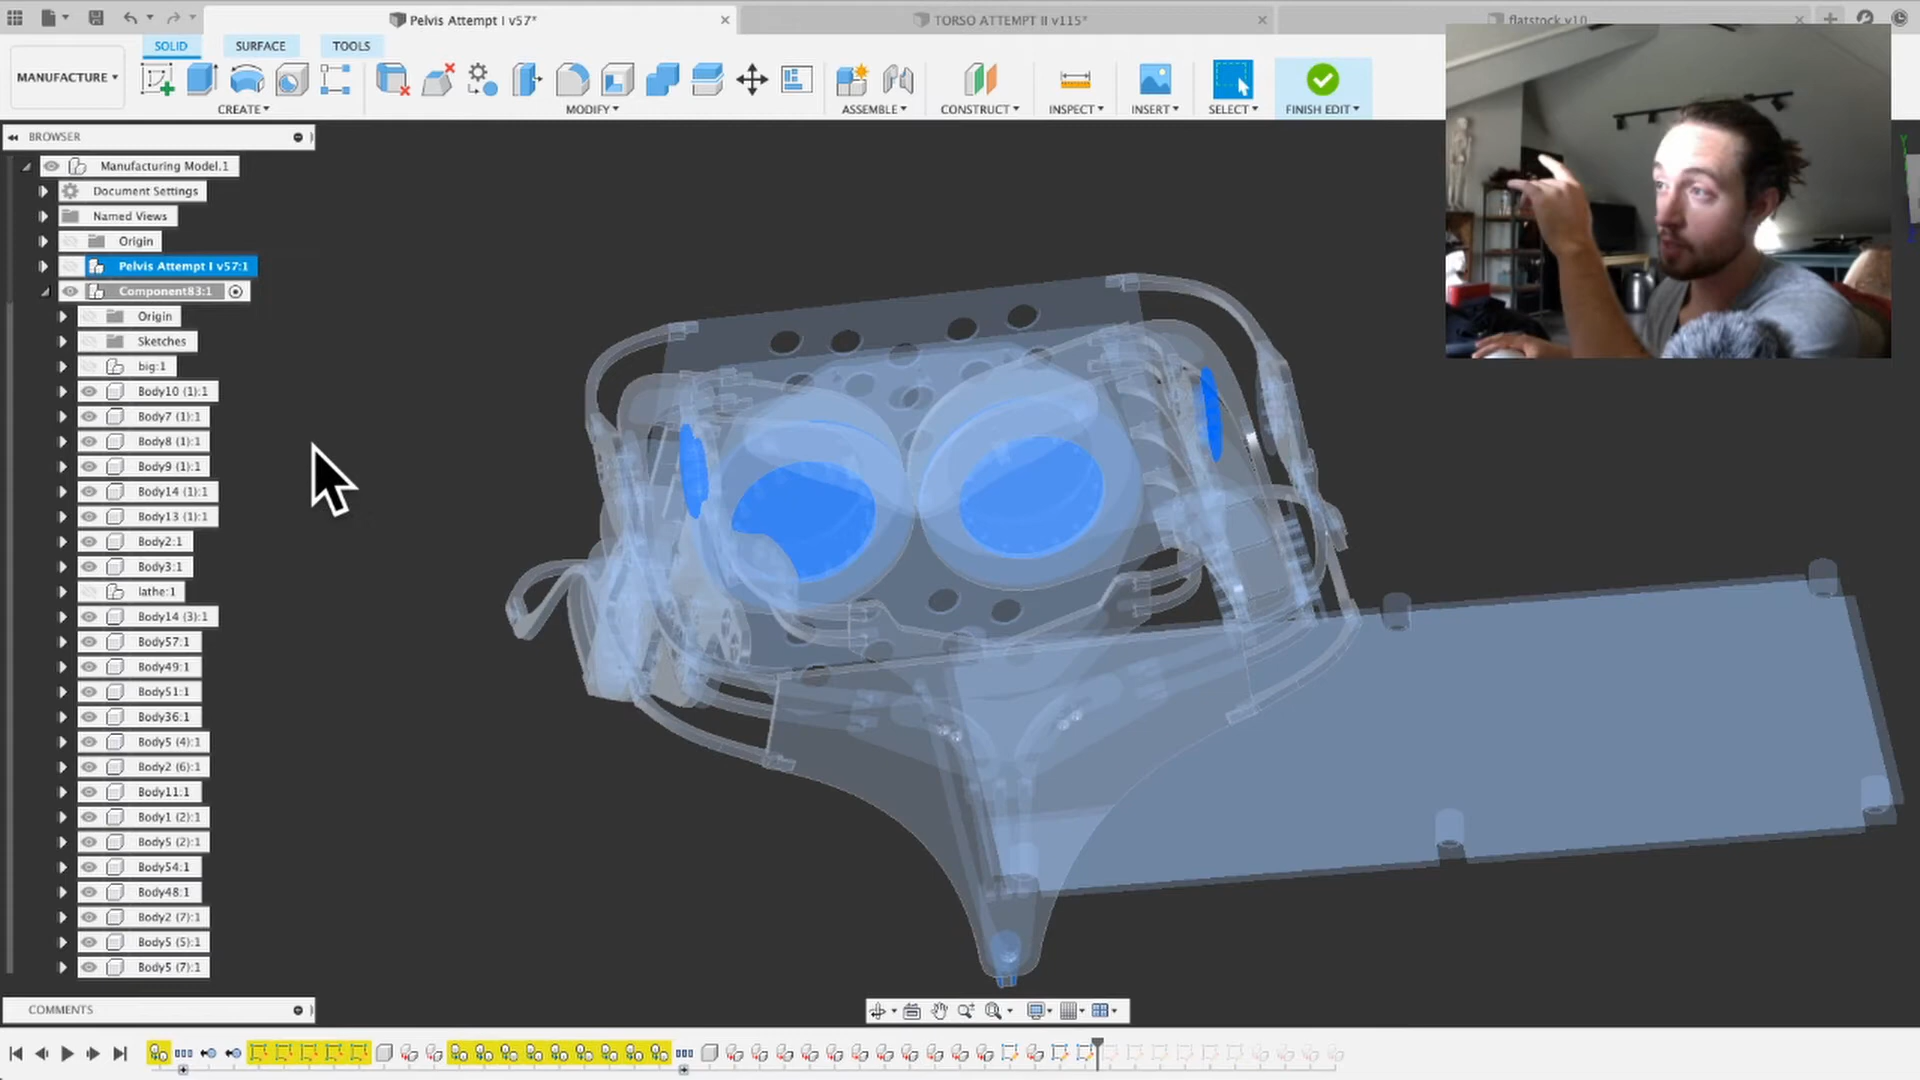 Pelvis Attempt I v57*
TORSO ATTEMPT II v115*
flatstock v10
MANUFACTURE
SOLID
SURFACE
TOOLS
CREATE
MODIFY
ASSEMBLE
CONSTRUCT
INSPECT
INSERT
SELECT
FINISH EDIT
BROWSER
Manufacturing Model.1
Document Settings
Named Views
Origin
Pelvis Attempt I v57:1
Component83:1
Origin
Sketches
big:1
Body10 (1):1
Body7 (1):1
Body8 (1):1
Body9 (1):1
Body14 (1):1
Body13 (1):1
Body2:1
Body3:1
lathe:1
Body14 (3):1
Body57:1
Body49:1
Body51:1
Body36:1
Body5 (4):1
Body2 (6):1
Body11:1
Body1 (2):1
Body5 (2):1
Body54:1
Body48:1
Body2 (7):1
Body5 (5):1
Body5 (7):1
COMMENTS